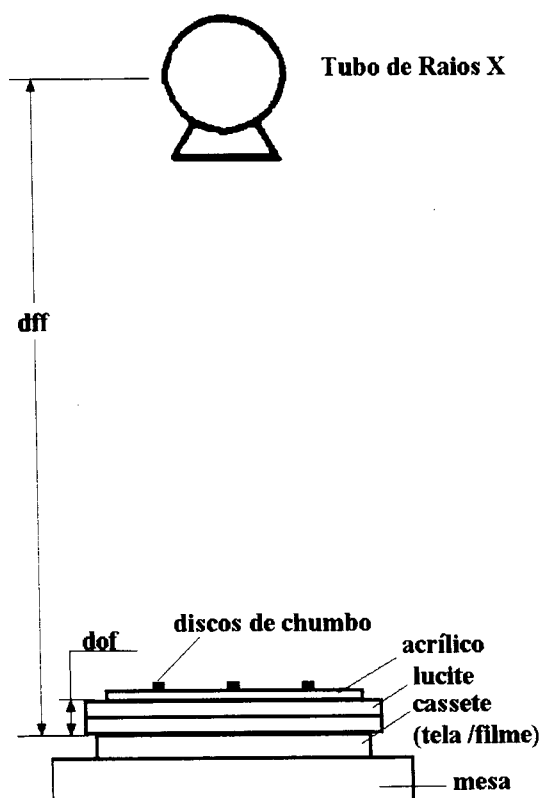 Tubo de Raios X
dff
discos de chumbo
dof
acrílico
lucite
cassete
(tela /filme)
mesa